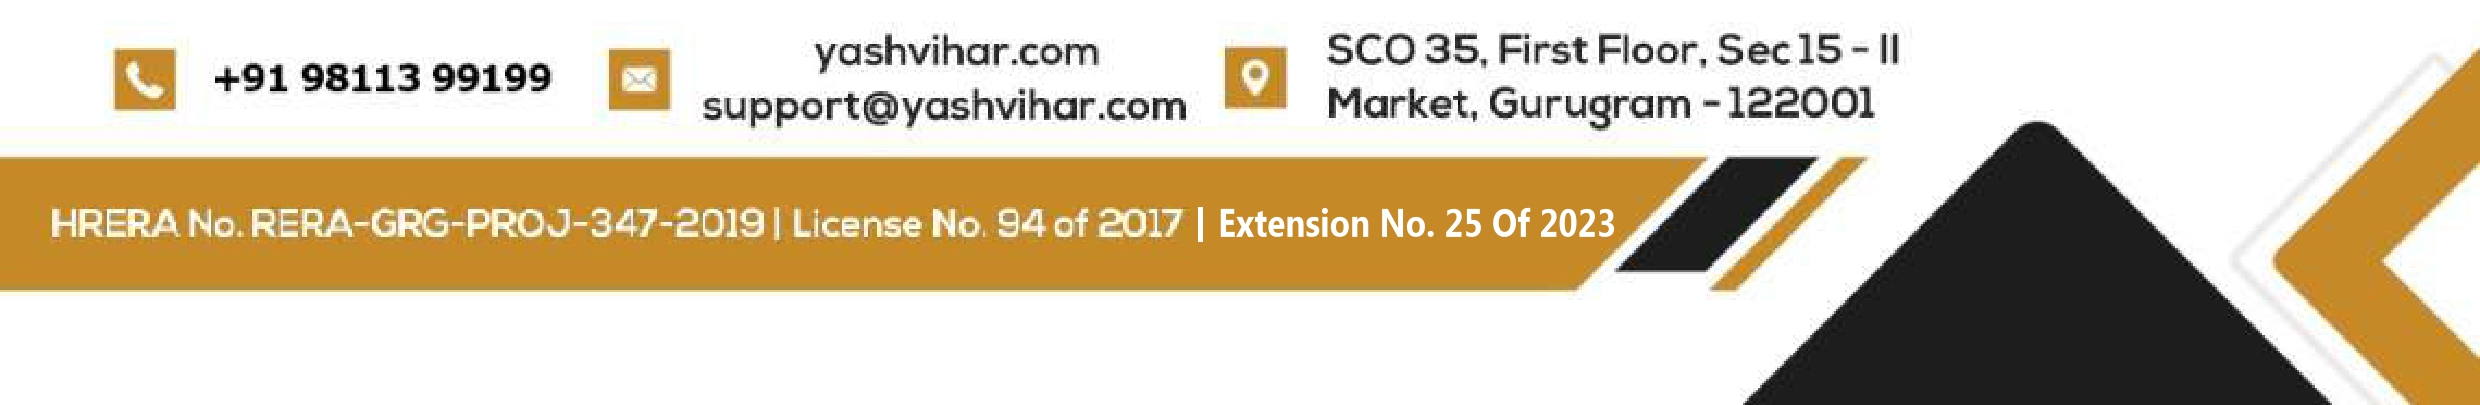 +91 98113 99199
yashvihar.com
support@yashvihar.com
SCO 35, First Floor, Sec 15 - II
Market, Gurugram - 122001
HRERA No. RERA-GRG-PROJ-347-2019 | License No. 94 of 2017 | Extension No. 25 Of 2023